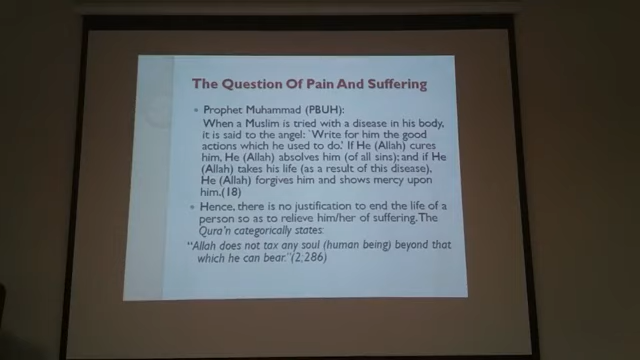 The Question Of Pain And Suffering
• Prophet Muhammad (PBUH):
When a Muslim is tried with a disease in his body,
it is said to the angel: `Write for him the good
actions which he used to do.' If He (Allah) cures
him, He (Allah) absolves him (of all sins); and if He
(Allah) takes his life (as a result of this disease),
He (Allah) forgives him and shows mercy upon
him.(18)
• Hence, there is no justification to end the life of a
person so as to relieve him/her of suffering. The
Qura'n categorically states:
"Allah does not tax any soul (human being) beyond that
which he can bear."(2;286)